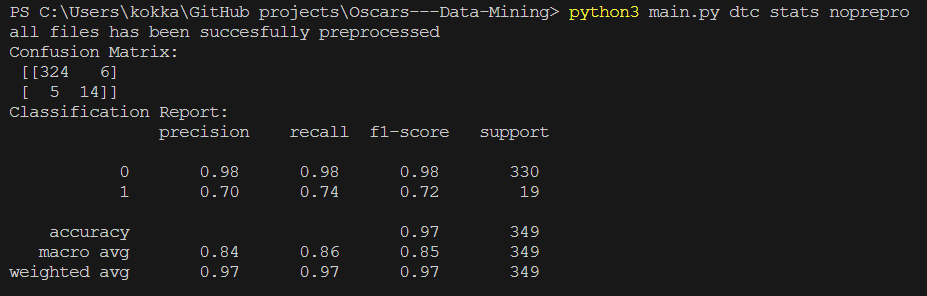 PS C:\Users\kokka\GitHub projects\Oscars---Data-Mining> python3 main.py dtc stats noprepro
all files has been succesfully preprocessed
Confusion Matrix:
 [[324   6]
 [  5  14]]
Classification Report:
               precision    recall  f1-score   support

           0       0.98      0.98      0.98       330
           1       0.70      0.74      0.72        19

    accuracy                           0.97       349
   macro avg       0.84      0.86      0.85       349
weighted avg       0.97      0.97      0.97       349